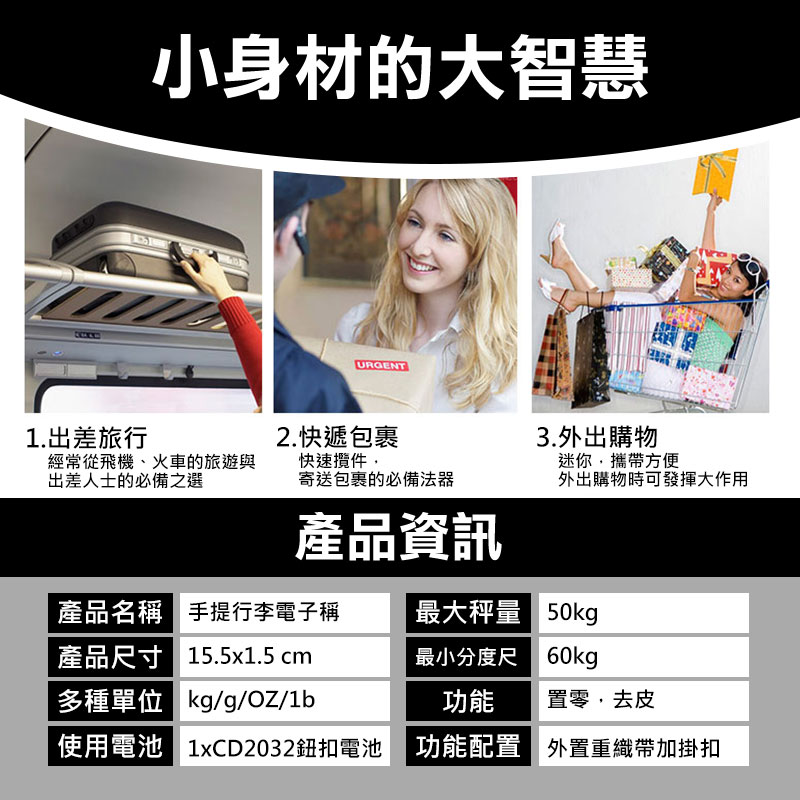 小身材的大智慧
URGENT
1.出差旅行
經常從飛機、火車的旅遊與
出差人士的必備之選
2.快遞包裹
快速攬件，
寄送包裹的必備法器
3.外出購物
迷你，攜帶方便
外出購物時可發揮大作用
產品資訊
產品名稱 手提行李電子稱 最大秤量 50kg
產品尺寸 15.5x1.5 cm 最小分度尺 60kg
多種單位 kg/g/OZ/1b 功能 置零，去皮
使用電池 1xCD2032鈕扣電池 功能配置 外置重織帶加掛扣